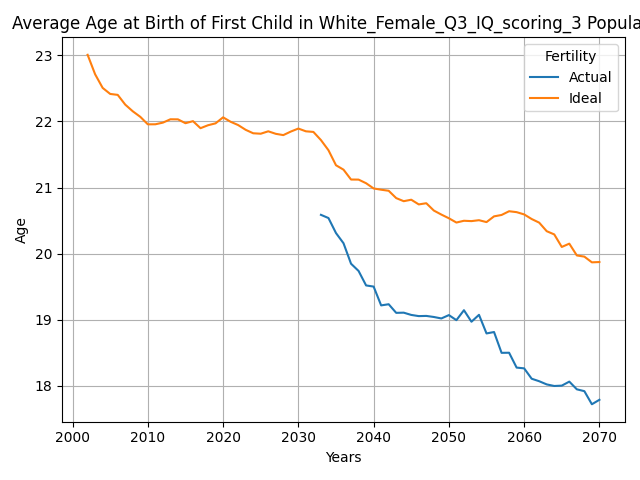 Average Age at Birth of First Child in White_Female_Q3_IQ_scoring_3 Popula
Fertility
Actual
Ideal
23
22
21
20
19
18
Age
2000 2010 2020 2030 2040 2050 2060 2070
Years